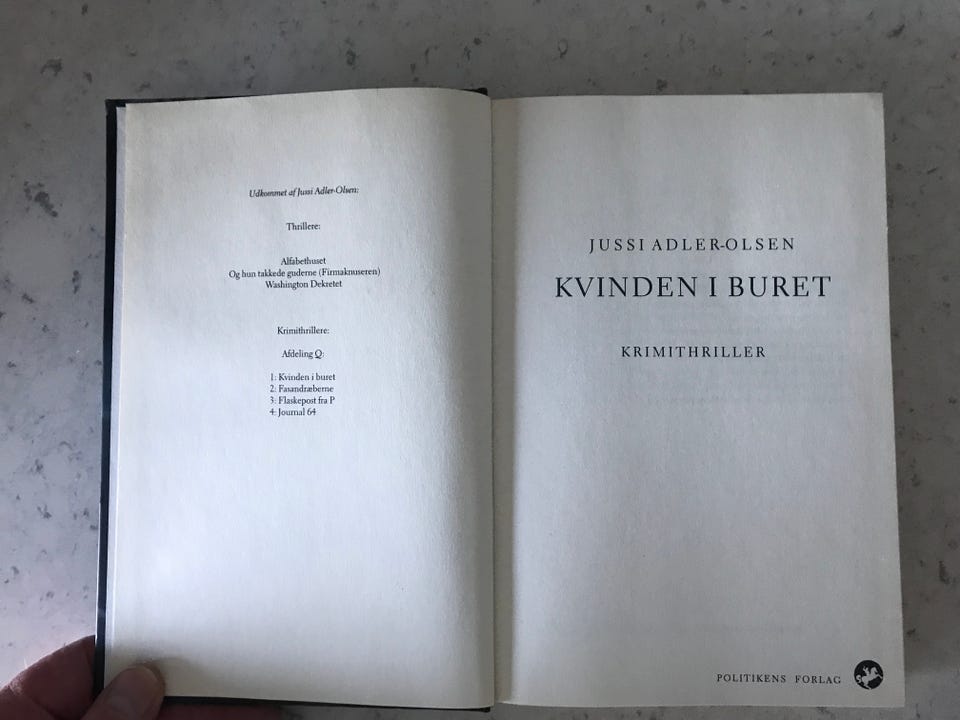 Udkommet af Jussi Adler-Olsen:
Thrillere:
Alfabethuset
Og hun takkede guderne (Firmaknuseren)
Washington Dekretet
Krimithrillere:
Afdeling Q:
1: Kvinden i buret
2: Fasandræberne
3: Flaskepost fra P
4: Journal 64
JUSSI ADLER-OLSEN
KVINDEN I BURET
KRIMITHRILLER
POLITIKENS FORLAG